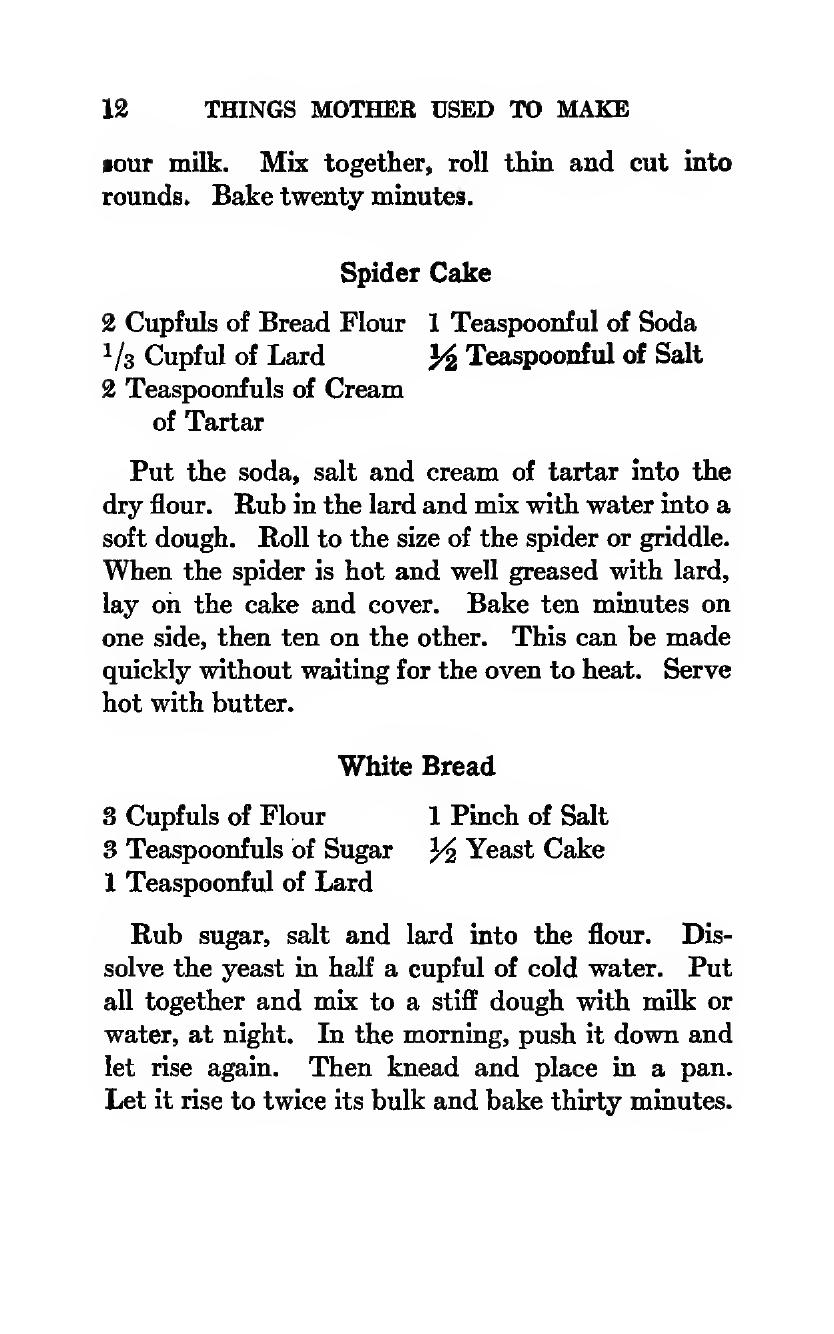 12 THINGS MOTHER USED TO MAKE
sour milk. Mix together, roll thin and cut into
rounds. Bake twenty minutes.
Spider Cake
2 Cupfuls of Bread Flour 1 Teaspoonful of Soda
1/3 Cupful of Lard ½ Teaspoonful of Salt
2 Teaspoonfuls of Cream
of Tartar
Put the soda, salt and cream of tartar into the
dry flour. Rub in the lard and mix with water into a
soft dough. Roll to the size of the spider or griddle.
When the spider is hot and well greased with lard,
lay on the cake and cover. Bake ten minutes on
one side, then ten on the other. This can be made
quickly without waiting for the oven to heat. Serve
hot with butter.
White Bread
3 Cupfuls of Flour 1 Pinch of Salt
3 Teaspoonfuls of Sugar ½ Yeast Cake
1 Teaspoonful of Lard
Rub sugar, salt and lard into the flour. Dis-
solve the yeast in half a cupful of cold water. Put
all together and mix to a stiff dough with milk or
water, at night. In the morning, push it down and
let rise again. Then knead and place in a pan.
Let it rise to twice its bulk and bake thirty minutes.